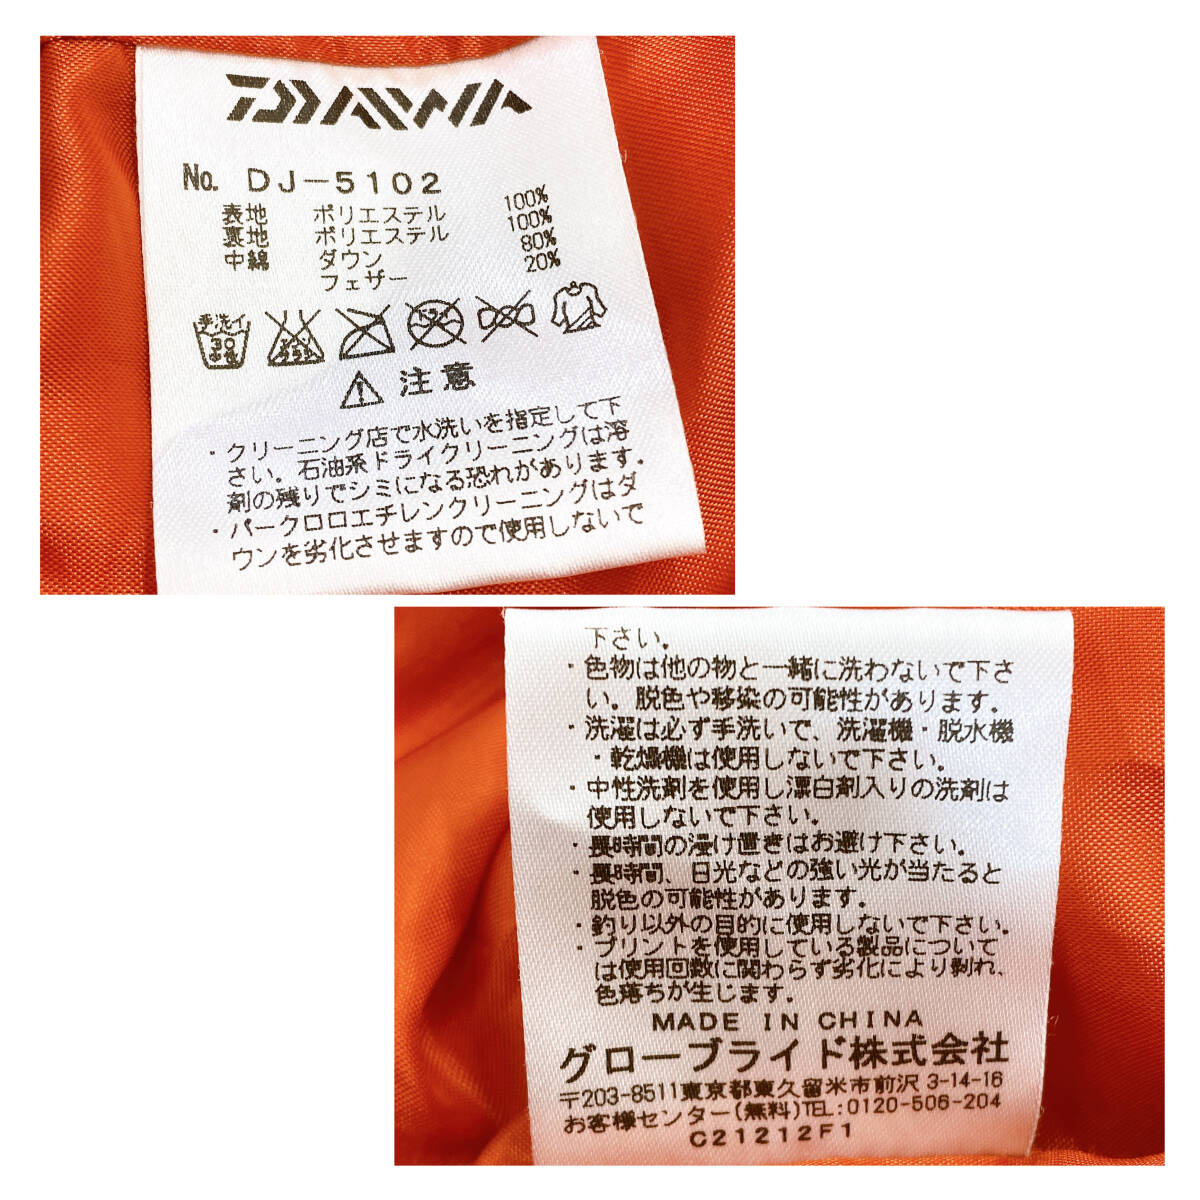 DAIWA
No. DJ-5102
表地 ポリエステル 100%
裏地 ポリエステル 100%
中綿 ダウン 80%
フェザー 20%
手洗イ
30
中性
エンソ
サラシ
ドライ
注意
・クリーニング店で水洗いを指定して下
さい。石油系ドライクリーニングは溶
剤の残りでシミになる恐れがあります。
・パークロロエチレンクリーニングはダ
ウンを劣化させますので使用しないで
下さい。
・色物は他の物と一緒に洗わないで下さ
い。脱色や移染の可能性があります。
・洗濯は必ず手洗いで、洗濯機・脱水機
・乾燥機は使用しないで下さい。
・中性洗剤を使用し漂白剤入りの洗剤は
使用しないで下さい。
・長時間の浸け置きはお避け下さい。
・長時間、日光などの強い光が当たると
脱色の可能性があります。
・釣り以外の目的に使用しないで下さい。
・プリントを使用している製品について
は使用回数に関わらず劣化により剥れ、
色落ちが生じます。
MADE IN CHINA
グローブライド株式会社
〒203-8511東京都東久留米市前沢 3-14-16
お客様センター(無料)TEL:0120-506-204
C21212F1